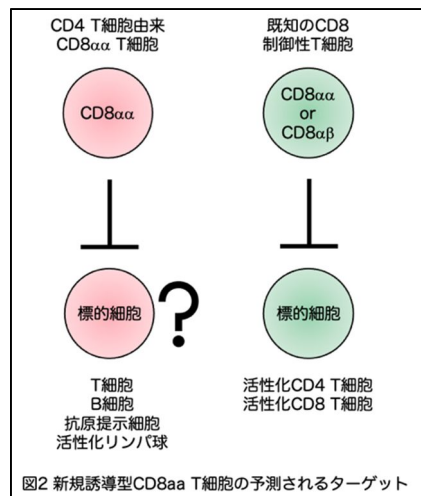 CD4 T細胞由来
CD8αα T細胞
CD8αα
標的細胞
?
T細胞
B細胞
抗原提示細胞
活性化リンパ球
既知のCD8
制御性T細胞
CD8αα
or
CD8αβ
標的細胞
活性化CD4 T細胞
活性化CD8 T細胞
図2 新規誘導型CD8aa T細胞の予測されるターゲット